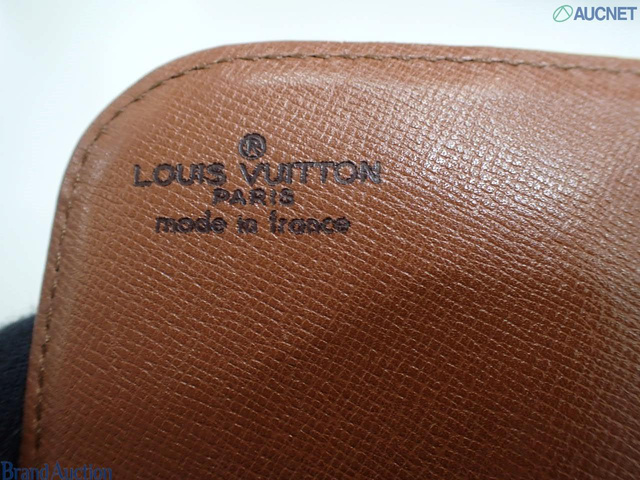 AUCNET
®
LOUIS VUITTON
PARIS
made in france
Brand Auction